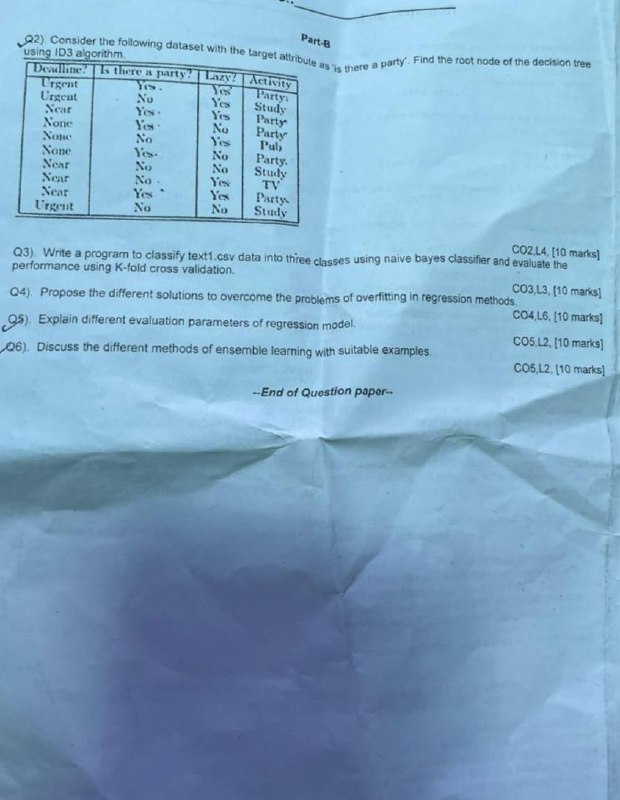 Part-B
Q2). Consider the following dataset with the target attribute as 'is there a party'. Find the root node of the decision tree
using ID3 algorithm.
Deadline? Is there a party? Lazy? Activity
Urgent Yes Yes Party
Urgent No Yes Study
Near Yes Yes Party
None Yes No Party
None No Yes Pub
None Yes No Party
Near No No Study
Near No Yes TV
Near Yes Yes Party
Urgent No No Study
CO2,L4, [10 marks]
Q3). Write a program to classify text1.csv data into three classes using naive bayes classifier and evaluate the
performance using K-fold cross validation.
CO3,L3, [10 marks]
Q4). Propose the different solutions to overcome the problems of overfitting in regression methods.
CO4,L6, [10 marks]
Q5). Explain different evaluation parameters of regression model.
CO5,L2, [10 marks]
Q6). Discuss the different methods of ensemble learning with suitable examples.
CO5,L2, [10 marks]
--End of Question paper--